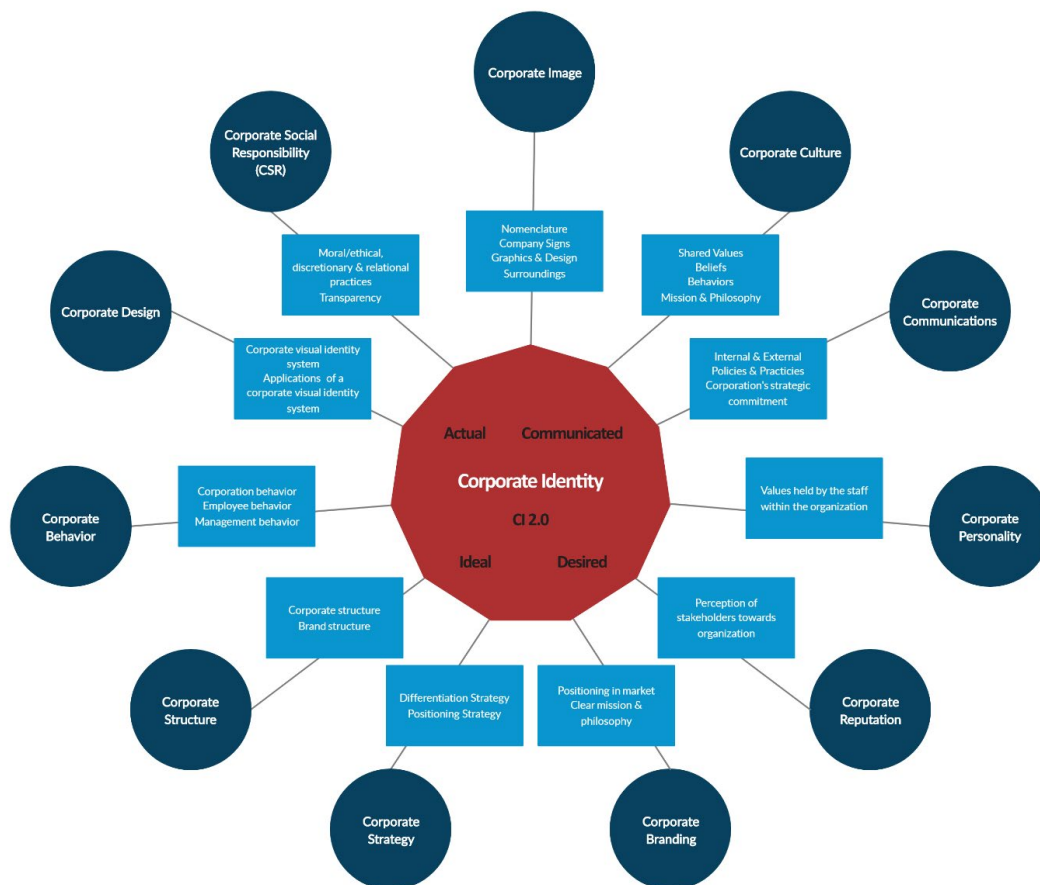 Corporate Image
Corporate Social
Responsibility
(CSR)
Corporate Culture
Nomenclature
Company Signs
Graphics & Design
Surroundings
Moral/ethical,
discretionary & relational
practices
Transparency
Shared Values
Beliefs
Behaviors
Mission & Philosophy
Corporate Design
Corporate
Communications
Corporate visual identity
system
Applications of a
corporate visual identity
system
Internal & External
Policies & Practicies
Corporation's strategic
commitment
Actual Communicated
Corporate Identity
CI 2.0
Ideal Desired
Corporate
Behavior
Corporation behavior
Employee behavior
Management behavior
Values held by the staff
within the organization
Corporate
Personality
Corporate structure
Brand structure
Perception of
stakeholders towards
organization
Corporate
Structure
Differentiation Strategy
Positioning Strategy
Positioning in market
Clear mission &
philosophy
Corporate
Reputation
Corporate
Strategy
Corporate
Branding